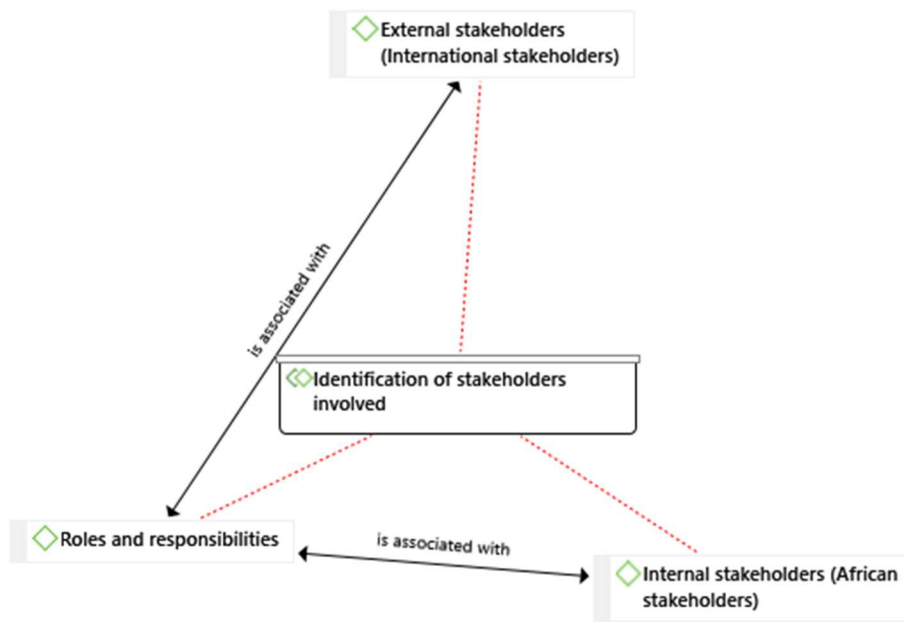 External stakeholders
(International stakeholders)
is associated with
Identification of stakeholders
involved
Roles and responsibilities
is associated with
Internal stakeholders (African
stakeholders)